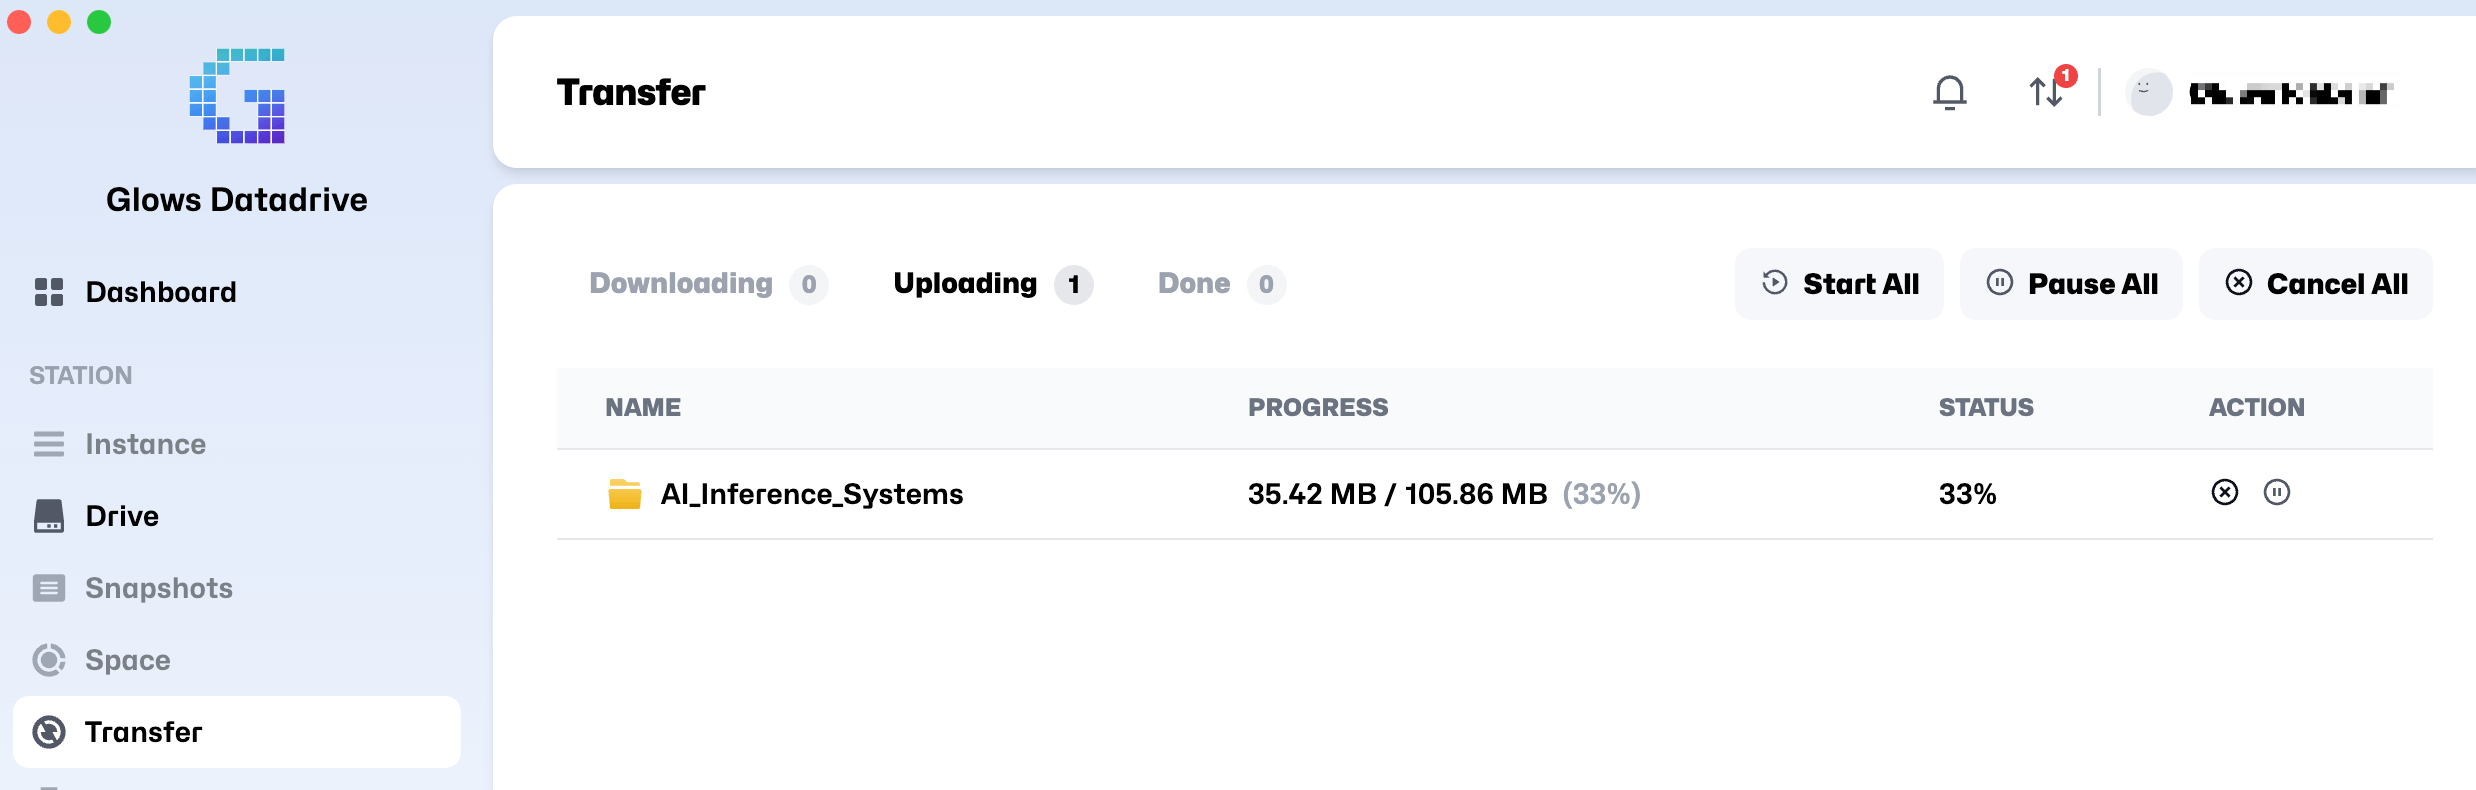 Glows Datadrive
Dashboard
STATION
Instance
Drive
Snapshots
Space
Transfer
Transfer
1
Downloading 0
Uploading 1
Done 0
Start All
Pause All
Cancel All
NAME PROGRESS STATUS ACTION
AI_Inference_Systems 35.42 MB / 105.86 MB (33%) 33%